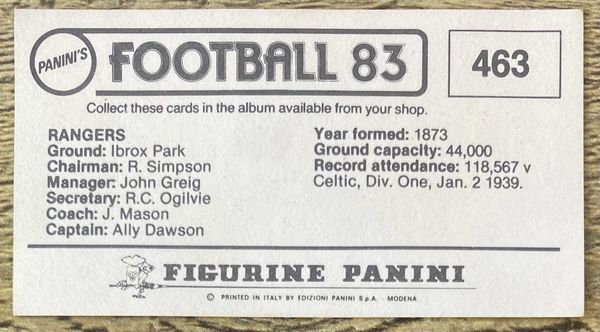 PANINI'S
FOOTBALL 83
463
Collect these cards in the album available from your shop.
RANGERS
Ground: Ibrox Park
Chairman: R. Simpson
Manager: John Greig
Secretary: R.C. Ogilvie
Coach: J. Mason
Captain: Ally Dawson
Year formed: 1873
Ground capacity: 44,000
Record attendance: 118,567 v
Celtic, Div. One, Jan. 2 1939.
FIGURINE PANINI
© PRINTED IN ITALY BY EDIZIONI PANINI S.p.A. - MODENA